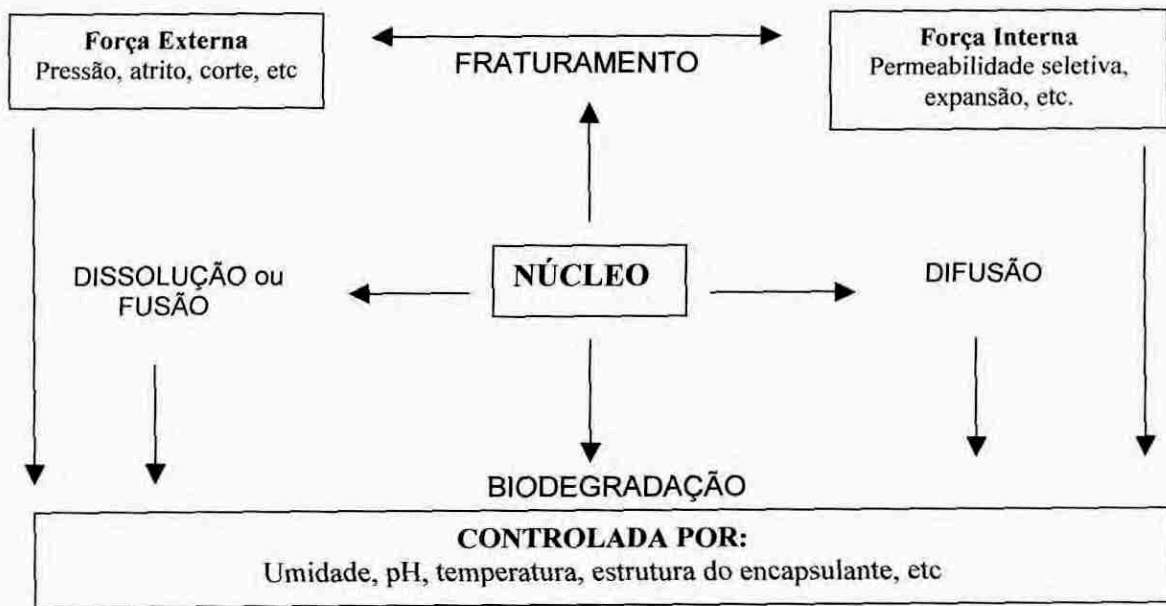 Força Externa
Pressão, atrito, corte, etc
FRATURAMENTO
Força Interna
Permeabilidade seletiva,
expansão, etc.
DISSOLUÇÃO ou
FUSÃO
NÚCLEO
DIFUSÃO
BIODEGRADAÇÃO
CONTROLADA POR:
Umidade, pH, temperatura, estrutura do encapsulante, etc